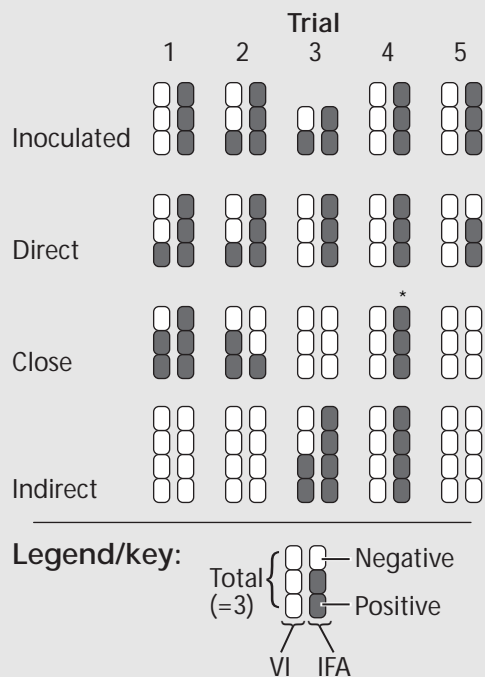 Trial
1 2 3 4 5
Inoculated
Direct
*
Close
Indirect
Legend/key:
Total
(=3)
Negative
Positive
VI IFA